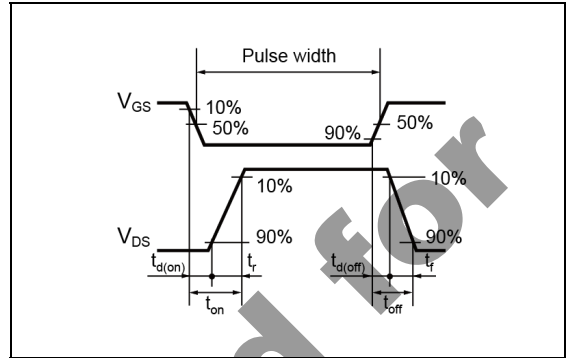 Pulse width
VGS
10%
50%
90%
50%
10%
10%
VDS
90%
90%
td(on)
tr
td(off)
tf
ton
toff
d for